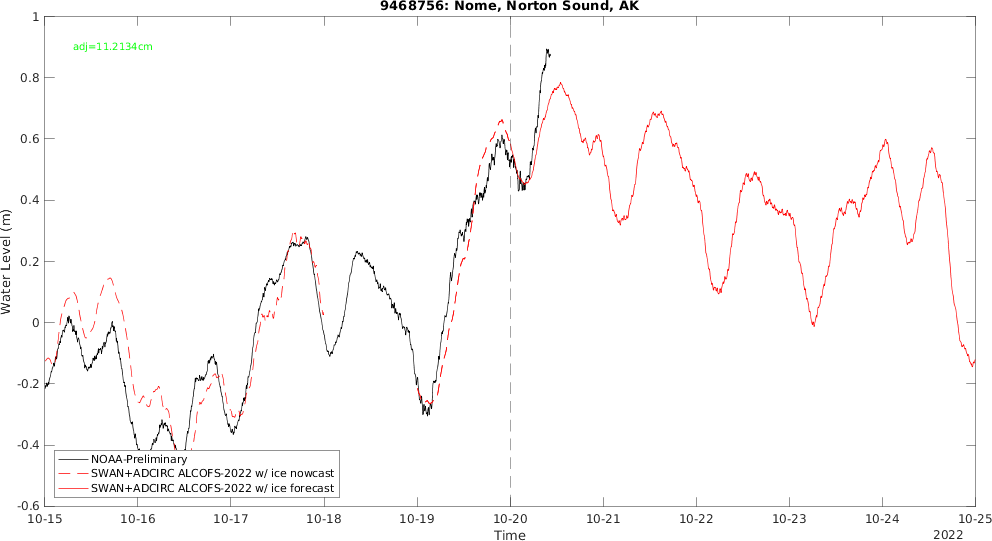 9468756: Nome, Norton Sound, AK
adj=11.2134cm
Water Level (m)
1
0.8
0.6
0.4
0.2
0
-0.2
-0.4
-0.6
NOAA-Preliminary
SWAN+ADCIRC ALCOFS-2022 w/ ice nowcast
SWAN+ADCIRC ALCOFS-2022 w/ ice forecast
10-15 10-16 10-17 10-18 10-19 10-20 10-21 10-22 10-23 10-24 10-25
Time
2022